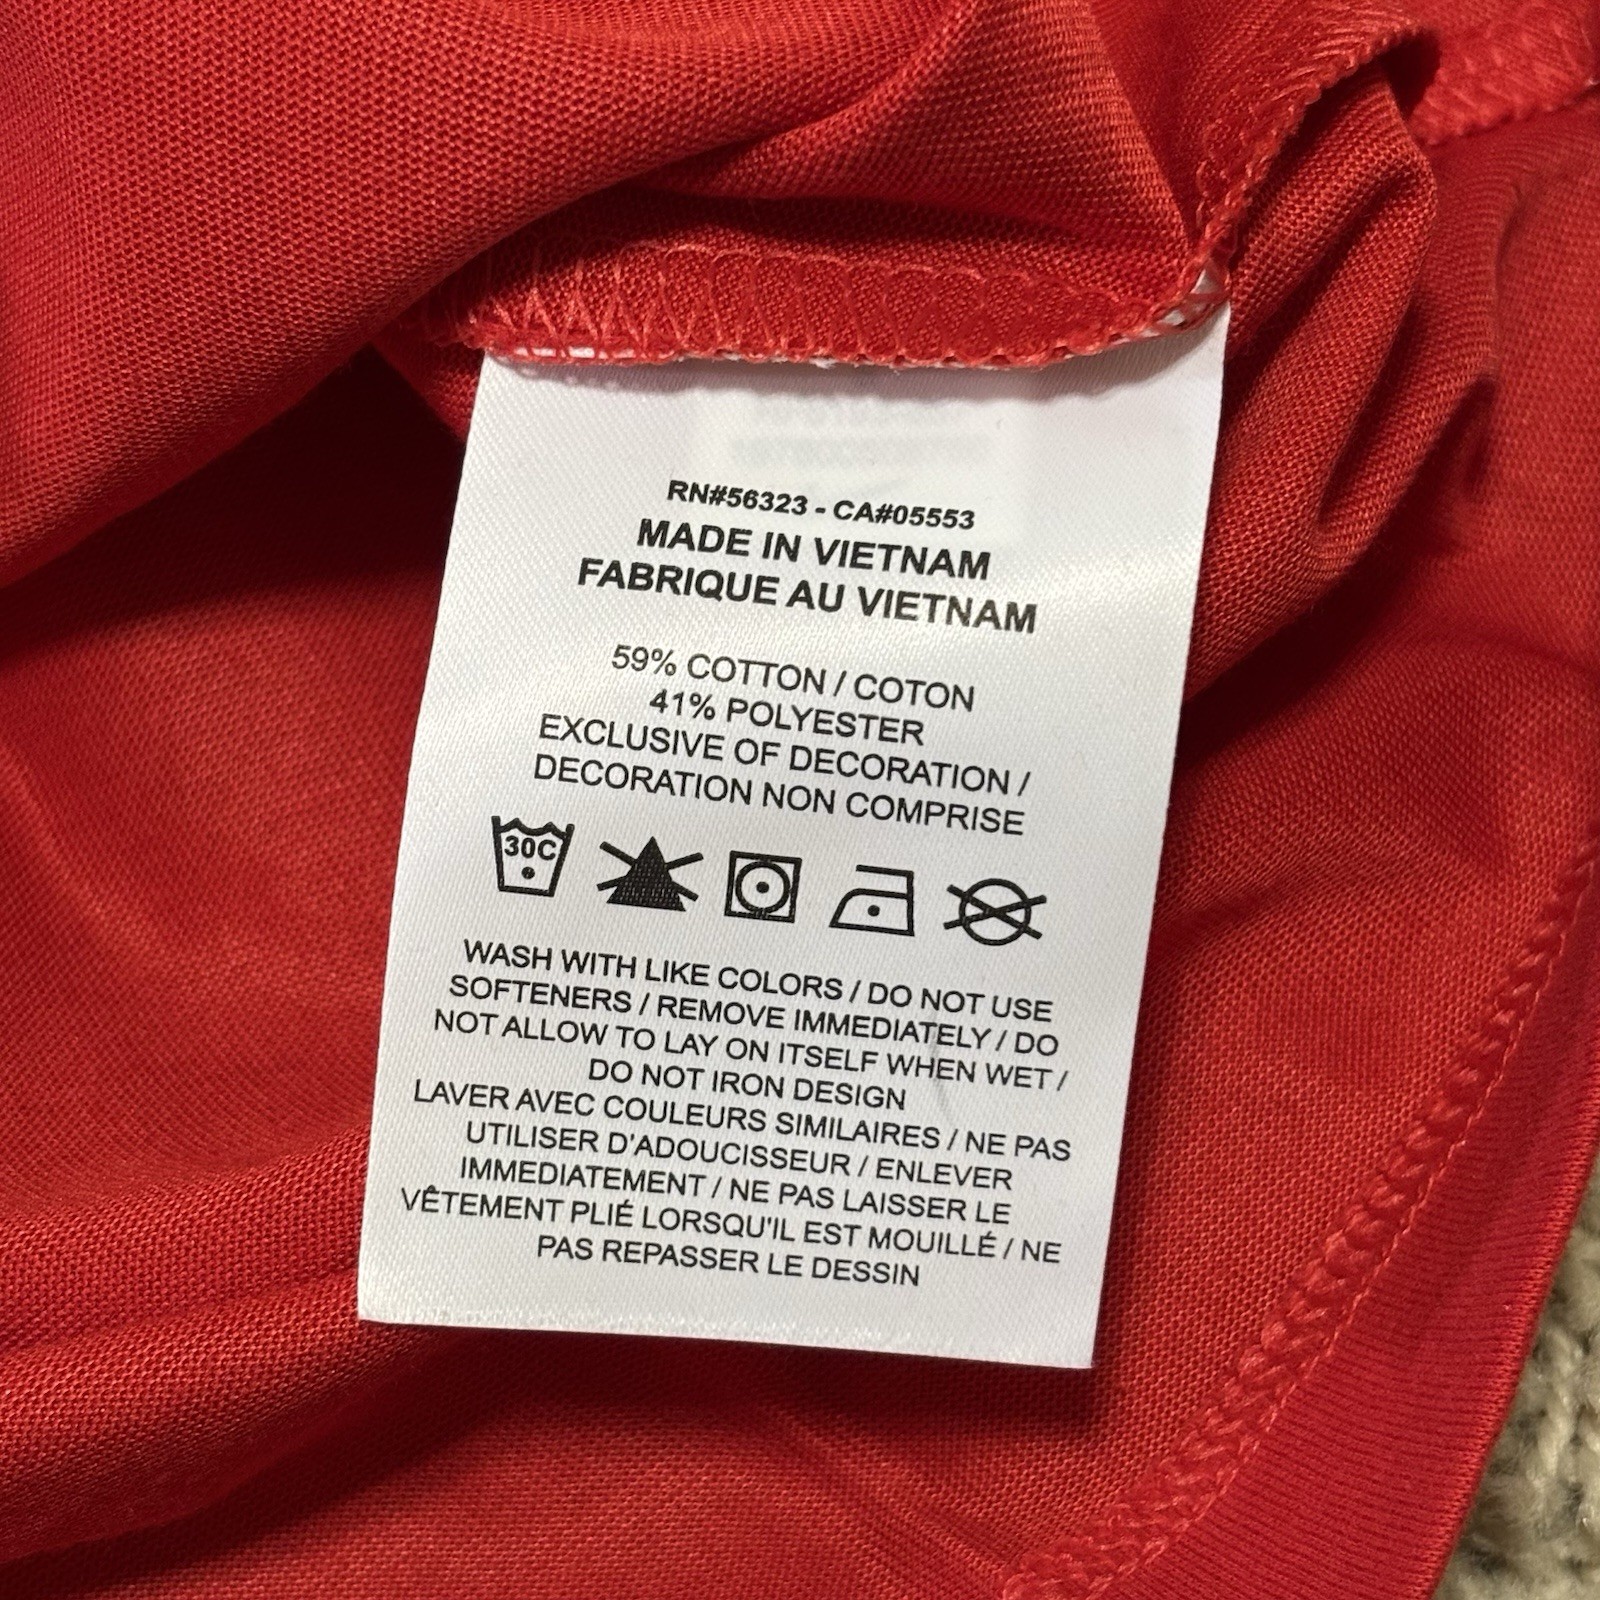 RN#56323 - CA#05553
MADE IN VIETNAM
FABRIQUE AU VIETNAM
59% COTTON / COTON
41% POLYESTER
EXCLUSIVE OF DECORATION /
DECORATION NON COMPRISE
30C
WASH WITH LIKE COLORS / DO NOT USE
SOFTENERS / REMOVE IMMEDIATELY / DO
NOT ALLOW TO LAY ON ITSELF WHEN WET /
DO NOT IRON DESIGN
LAVER AVEC COULEURS SIMILAIRES / NE PAS
UTILISER D'ADOUCISSEUR / ENLEVER
IMMEDIATEMENT / NE PAS LAISSER LE
VÊTEMENT PLIÉ LORSQU'IL EST MOUILLÉ / NE
PAS REPASSER LE DESSIN